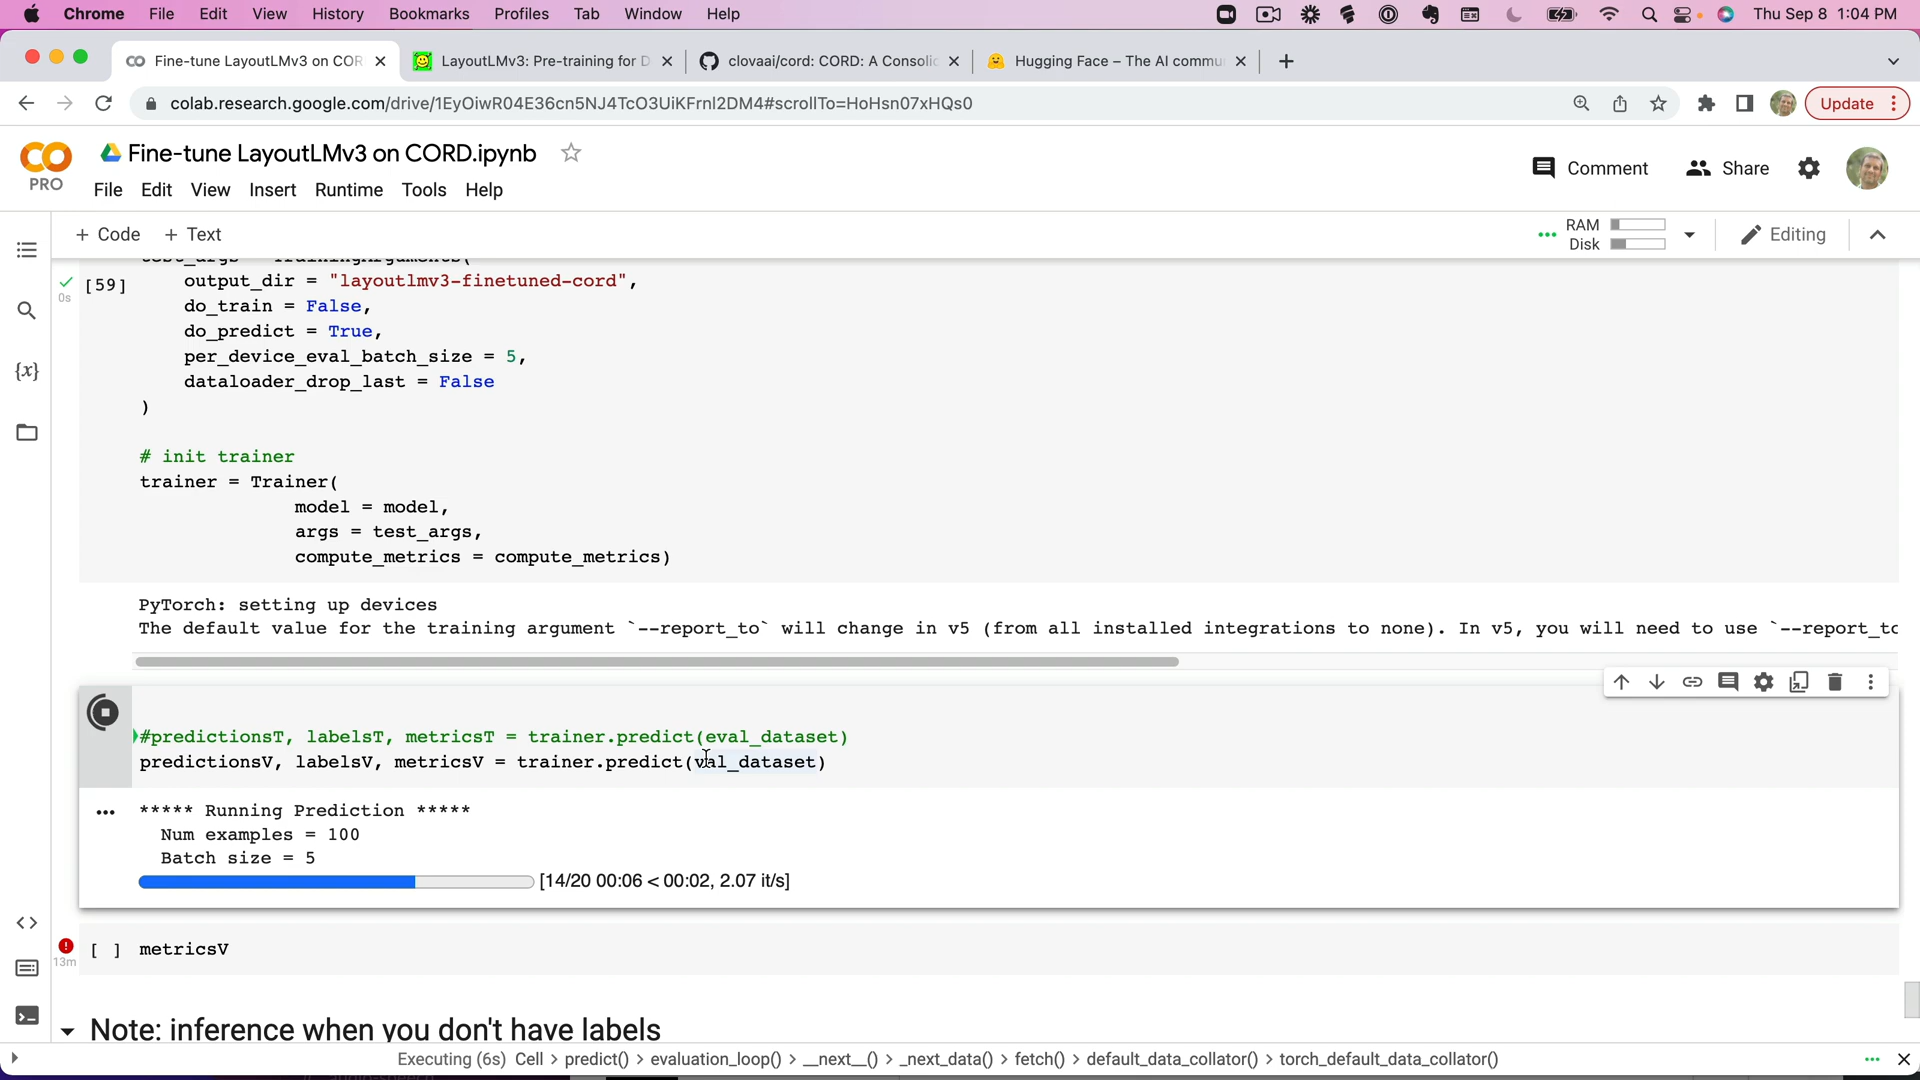 Chrome File Edit View History Bookmarks Profiles Tab Window Help Thu Sep 8 1:04 PM
Fine-tune LayoutLMv3 on COR LayoutLMv3: Pre-training for D clovaai/cord: CORD: A Consolic Hugging Face – The AI commu
colab.research.google.com/drive/1EyOiwR04E36cn5NJ4TcO3UiKFrnl2DM4#scrollTo=HoHsn07xHQs0 Update
Fine-tune LayoutLMv3 on CORD.ipynb
PRO File Edit View Insert Runtime Tools Help Comment Share
+ Code + Text RAM Disk Editing
test_args = TrainingArguments(
[59] output_dir = "layoutlmv3-finetuned-cord",
0s
do_train = False,
do_predict = True,
{x} per_device_eval_batch_size = 5,
dataloader_drop_last = False
)
# init trainer
trainer = Trainer(
model = model,
args = test_args,
compute_metrics = compute_metrics)
PyTorch: setting up devices
The default value for the training argument `--report_to` will change in v5 (from all installed integrations to none). In v5, you will need to use `--report_to
#predictionsT, labelsT, metricsT = trainer.predict(eval_dataset)
predictionsV, labelsV, metricsV = trainer.predict(val_dataset)
***** Running Prediction *****
Num examples = 100
Batch size = 5
[14/20 00:06 < 00:02, 2.07 it/s]
[ ] metricsV
13m
Note: inference when you don't have labels
Executing (6s) Cell > predict() > evaluation_loop() > __next__() > _next_data() > fetch() > default_data_collator() > torch_default_data_collator()